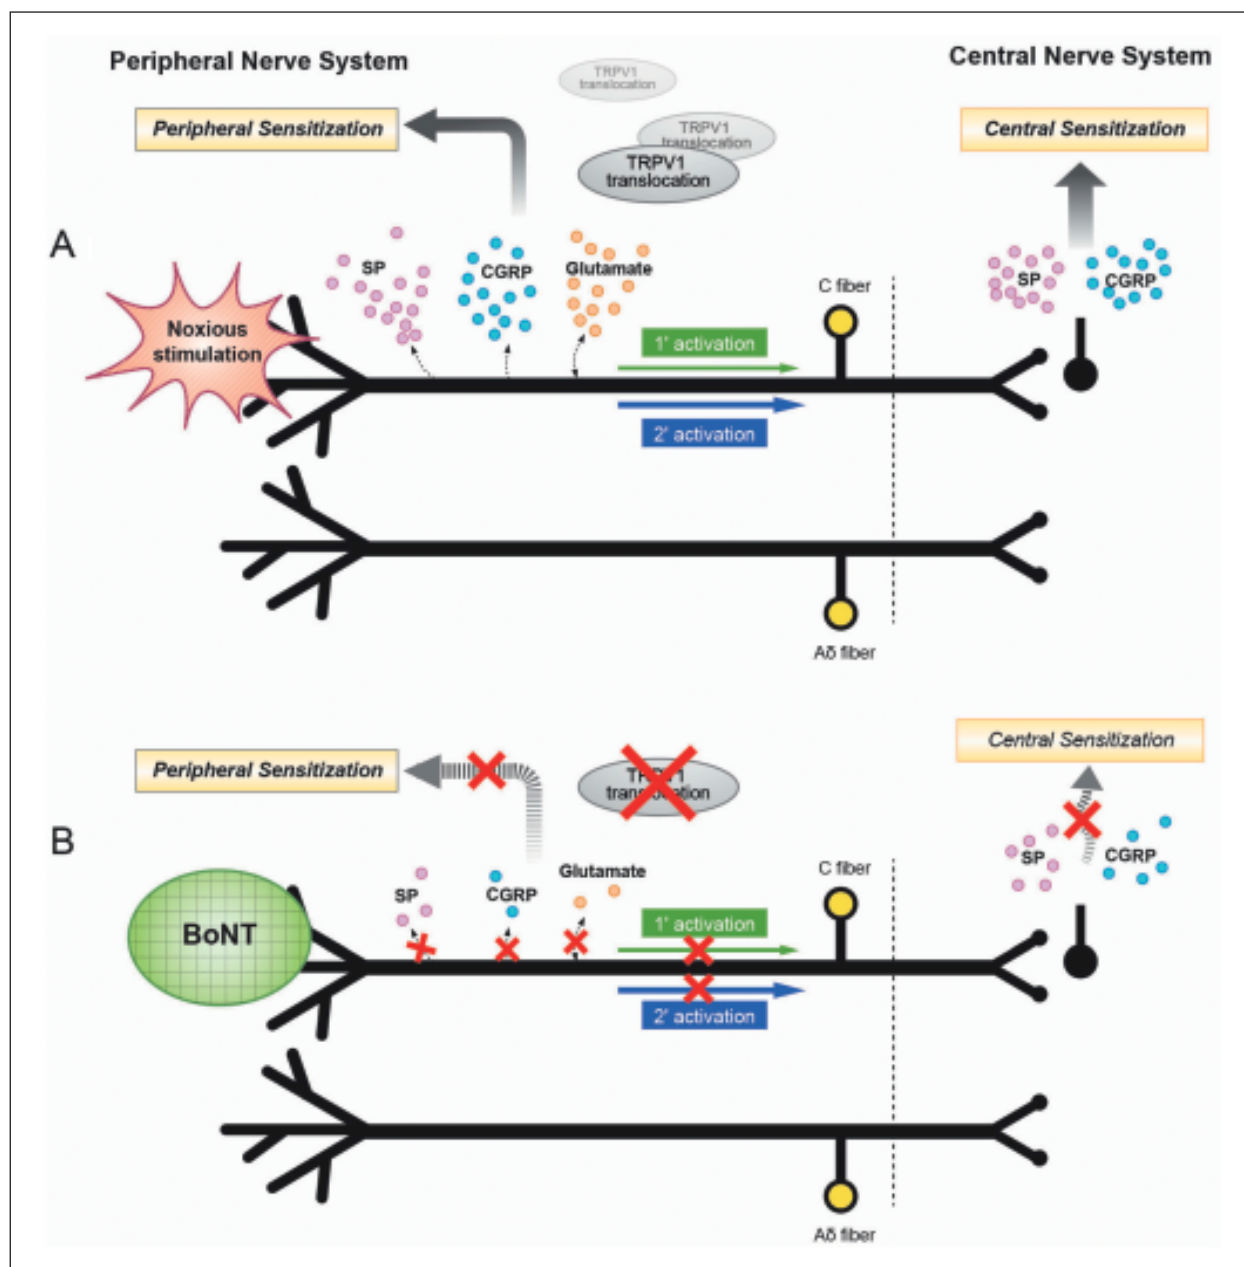 Peripheral Nerve System
Central Nerve System
TRPV1
translocation
TRPV1
translocation
TRPV1
translocation
Peripheral Sensitization
Central Sensitization
A
SP
CGRP
Glutamate
SP
CGRP
C fiber
Noxious
stimulation
1' activation
2' activation
Aδ fiber
Peripheral Sensitization
TRPV1
translocation
Central Sensitization
B
SP
CGRP
Glutamate
C fiber
SP
CGRP
BoNT
1' activation
2' activation
Aδ fiber